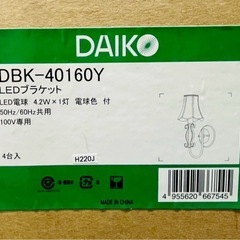 DAIKO
DBK-40160Y
LEDブラケット
LED電球 4.2W×1灯 電球色 付
50Hz/60Hz共用
100V専用
4台入
H220J
MADE IN CHINA
4 955620 667545